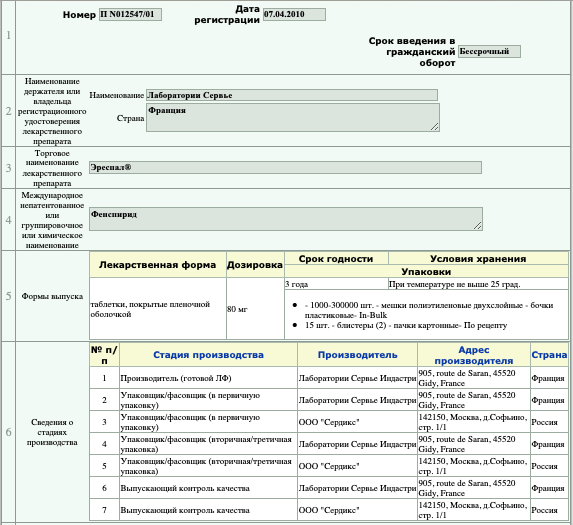 1
Номер П N012547/01
Дата регистрации 07.04.2010
Срок введения в гражданский оборот Бессрочный
2
Наименование
держателя или
владельца
регистрационного
удостоверения
лекарственного
препарата
Наименование Лаборатории Сервье
Страна Франция
3
Торговое
наименование
лекарственного
препарата
Эреспал®
4
Международное
непатентованное
или
группировочное
или химическое
наименование
Фенспирид
5
Формы выпуска
Лекарственная форма Дозировка Срок годности Условия хранения
Упаковки
таблетки, покрытые пленочной
оболочкой
80 мг
3 года При температуре не выше 25 град.
- 1000-300000 шт. - мешки полиэтиленовые двухслойные - бочки
пластиковые- In-Bulk
15 шт. - блистеры (2) - пачки картонные- По рецепту
6
Сведения о
стадиях
производства
№ п/п Стадия производства Производитель Адрес производителя Страна
1 Производитель (готовой ЛФ) Лаборатории Сервье Индастри 905, route de Saran, 45520 Gidy, France Франция
2 Упаковщик/фасовщик (в первичную упаковку) Лаборатории Сервье Индастри 905, route de Saran, 45520 Gidy, France Франция
3 Упаковщик/фасовщик (в первичную упаковку) ООО "Сердикс" 142150, Москва, д.Софьино, стр. 1/1 Россия
4 Упаковщик/фасовщик (вторичная/третичная упаковка) Лаборатории Сервье Индастри 905, route de Saran, 45520 Gidy, France Франция
5 Упаковщик/фасовщик (вторичная/третичная упаковка) ООО "Сердикс" 142150, Москва, д.Софьино, стр. 1/1 Россия
6 Выпускающий контроль качества Лаборатории Сервье Индастри 905, route de Saran, 45520 Gidy, France Франция
7 Выпускающий контроль качества ООО "Сердикс" 142150, Москва, д.Софьино, стр. 1/1 Россия